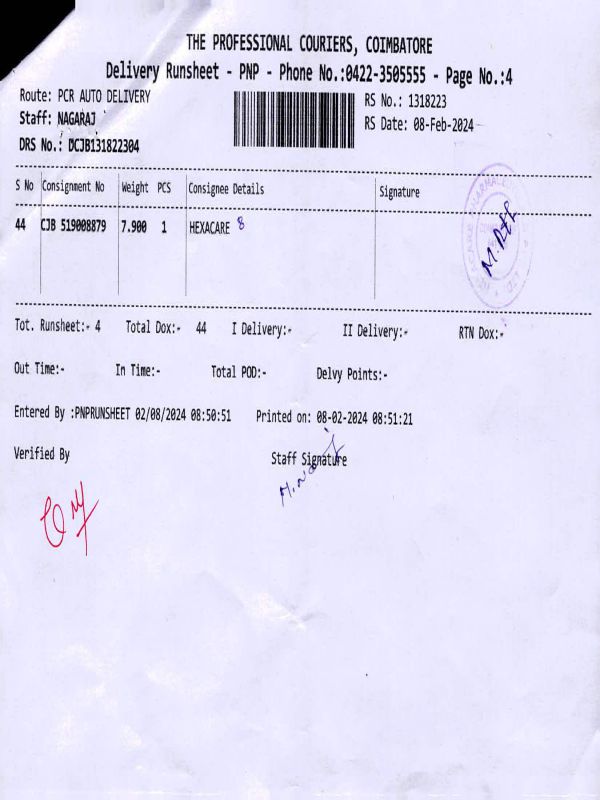 THE PROFESSIONAL COURIERS, COIMBATORE
Delivery Runsheet - PNP - Phone No.:0422-3505555 - Page No.:4
Route: PCR AUTO DELIVERY
RS No.: 1318223
Staff: NAGARAJ
RS Date: 08-Feb-2024
DRS No.: DCJB131822304
S No Consignment No Weight PCS Consignee Details Signature
44 CJB 519008879 7.900 1 HEXACARE 8
Tot. Runsheet:- 4 Total Dox:- 44 I Delivery:- II Delivery:- RTN Dox:-
Out Time:- In Time:- Total POD:- Delvy Points:-
Entered By :PNPRUNSHEET 02/08/2024 08:50:51 Printed on: 08-02-2024 08:51:21
Verified By Staff Signature